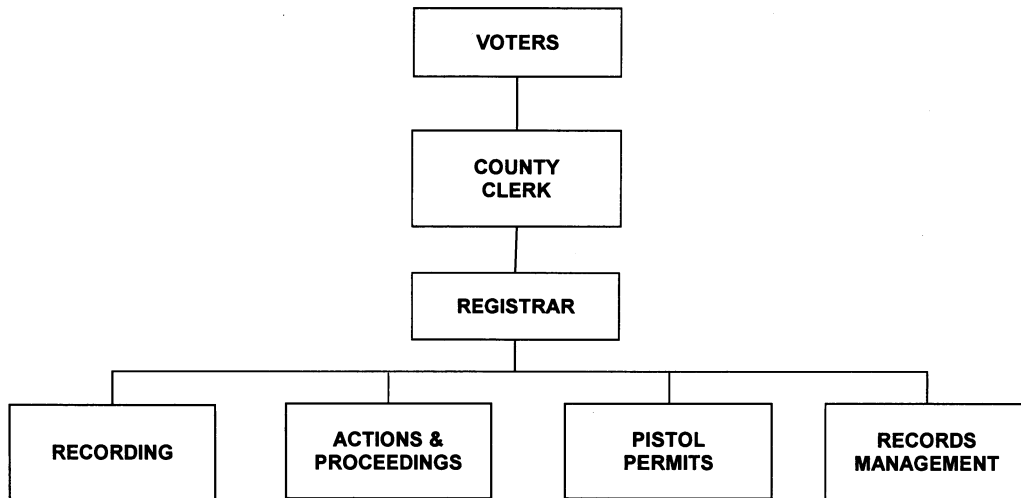 VOTERS
COUNTY
CLERK
REGISTRAR
RECORDING
ACTIONS &
PROCEEDINGS
PISTOL
PERMITS
RECORDS
MANAGEMENT